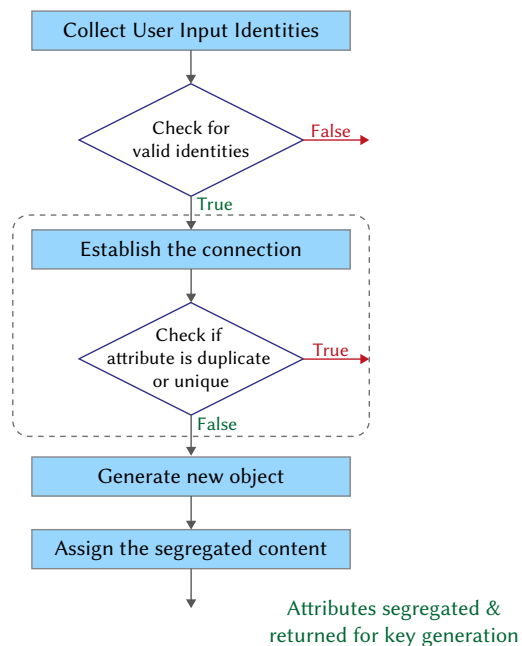 Collect User Input Identities
Check for
valid identities
False
True
Establish the connection
Check if
attribute is duplicate
or unique
True
False
Generate new object
Assign the segregated content
Attributes segregated &
returned for key generation